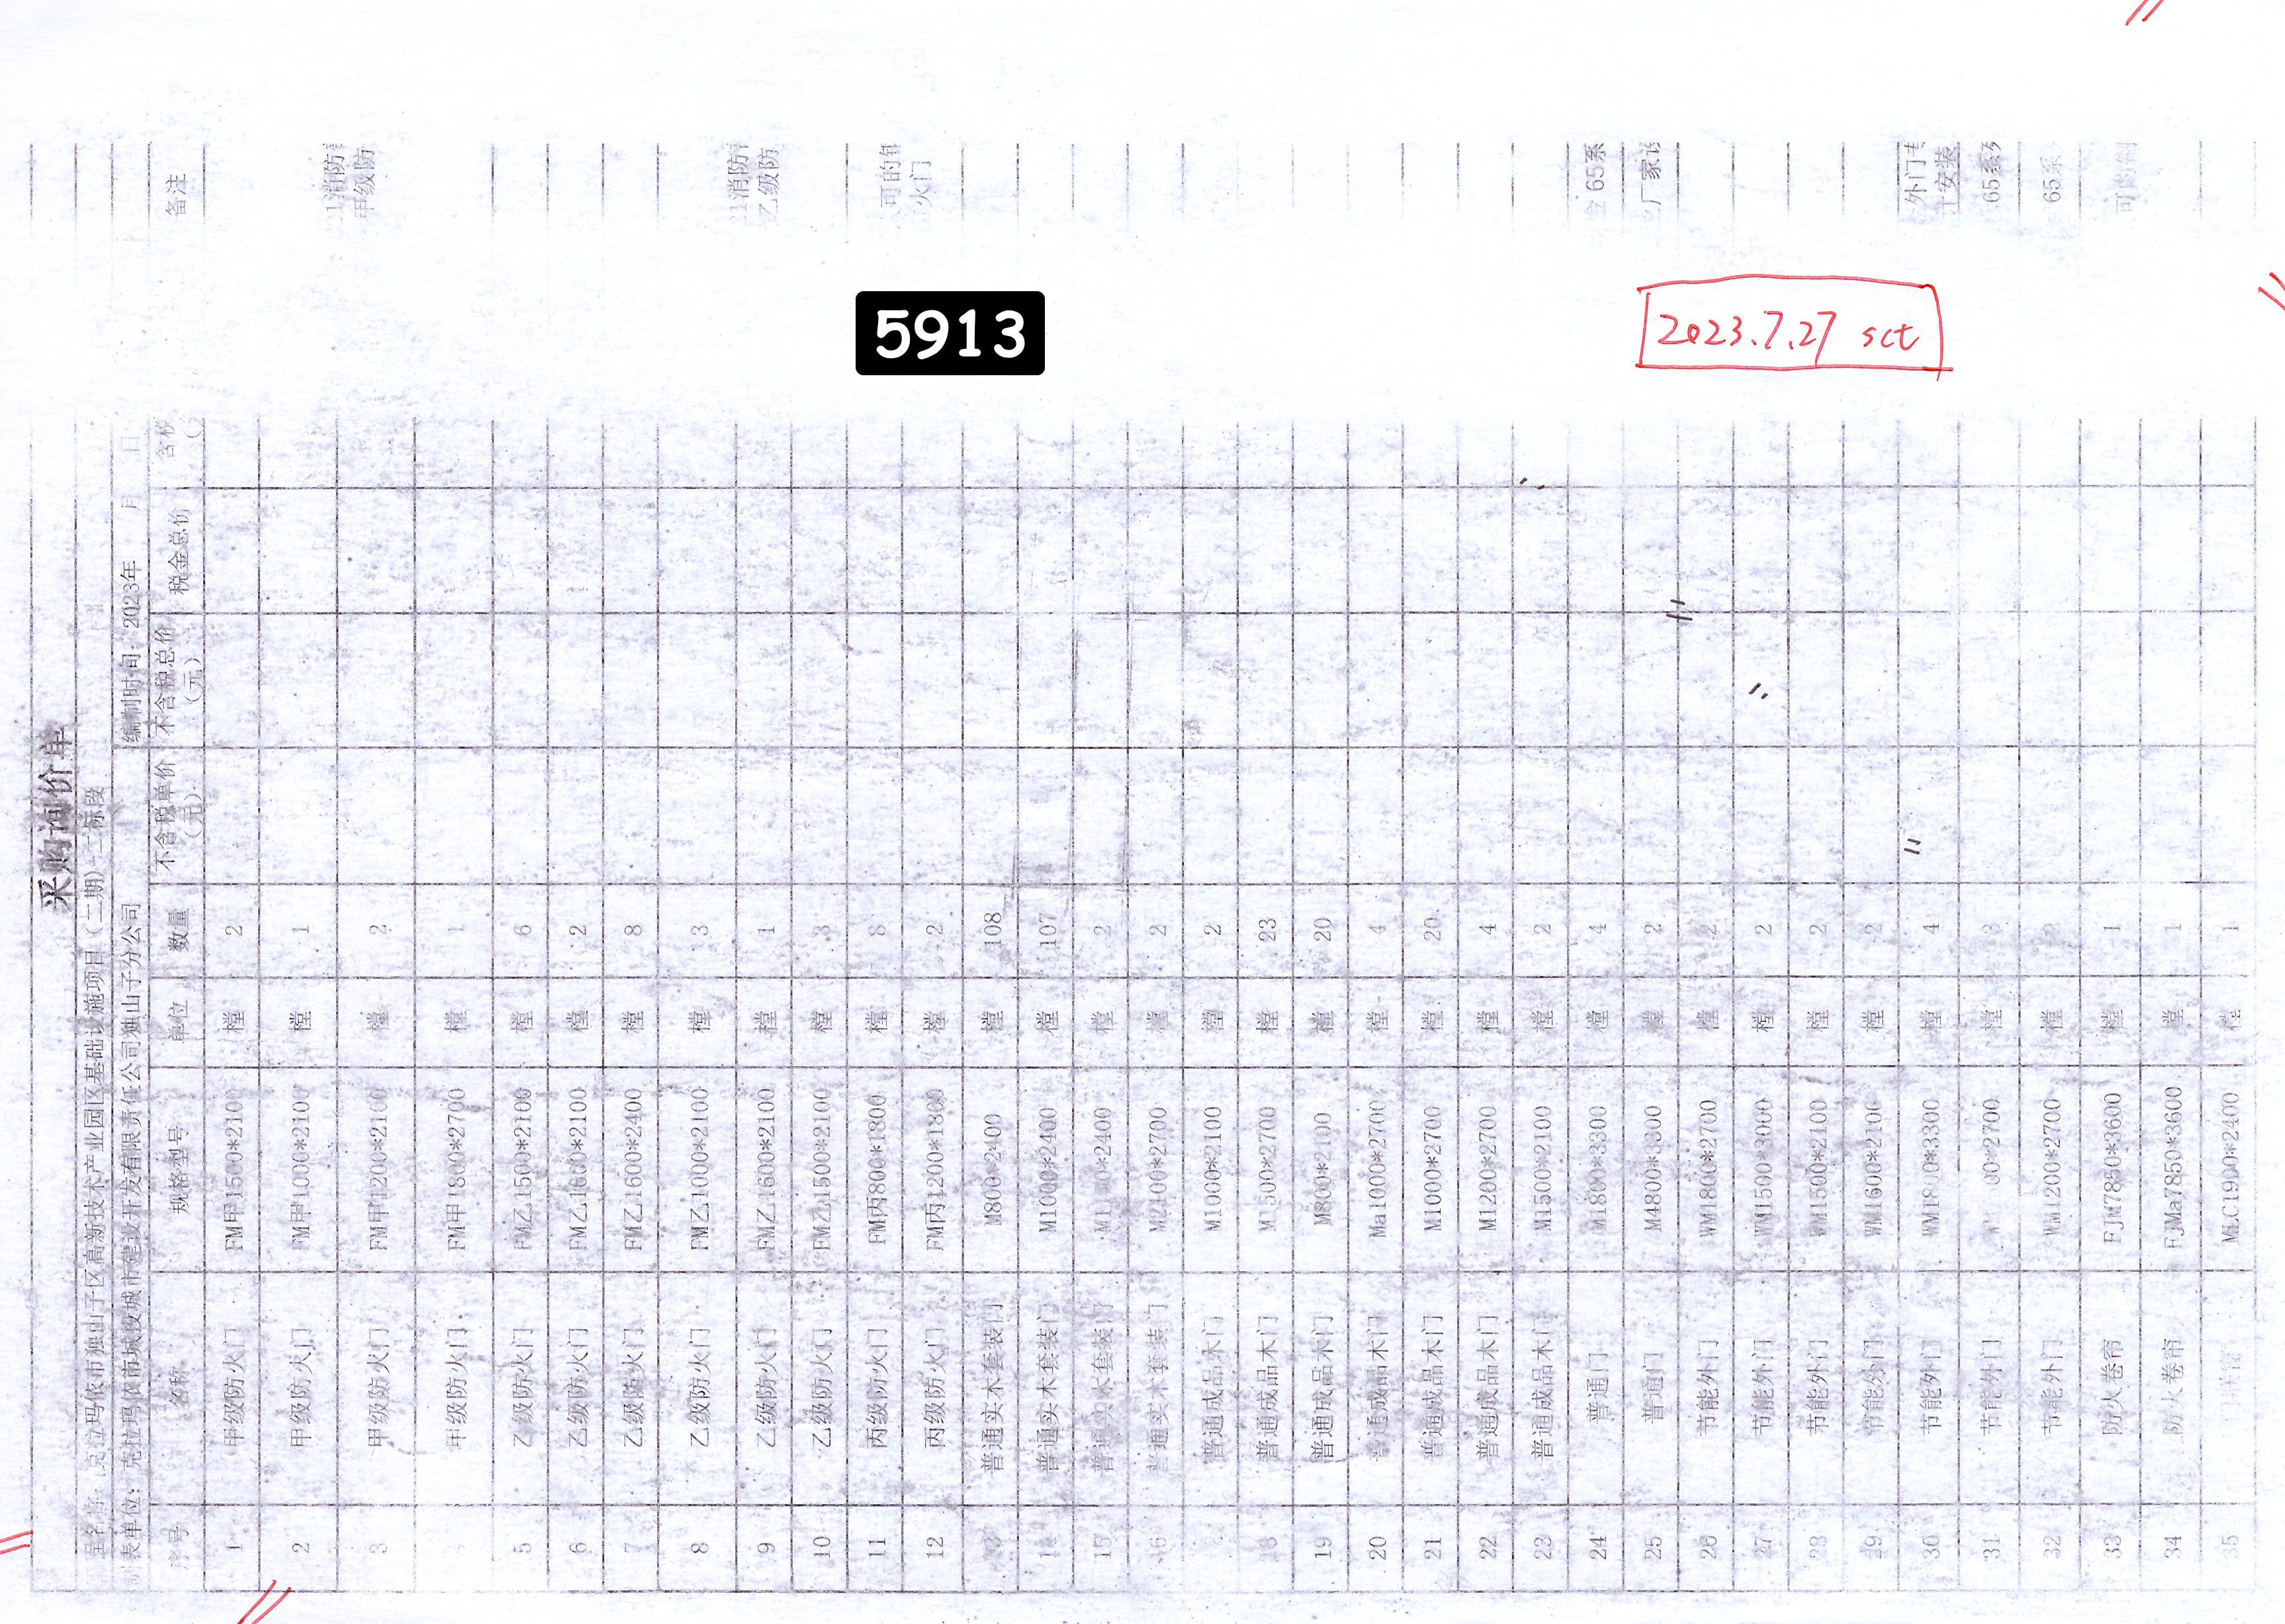 采购询价单
克拉玛依市独山子区高新技术产业园区基础设施项目（二期）二标段
表单位：克拉玛依市城投城市建设开发有限责任公司独山子分公司 编制时间：2023年 月 日
序号 名称 规格型号 单位 数量 不含税单价（元） 不含税总价（元） 税金总价 含税 备注
1 甲级防火门 FM甲1500*2100 樘 2
2 甲级防火门 FM甲1000*2100 樘 1
3 甲级防火门 FM甲1200*2100 樘 2 消防 甲级防
甲级防火门 FM甲1800*2700 樘 1
5 乙级防火门 FM乙1500*2100 樘 6
6 乙级防火门 FM乙1800*2100 樘 2
7 乙级防火门 FM乙1600*2400 樘 8
8 乙级防火门 FM乙1000*2100 樘 3
9 乙级防火门 FM乙1600*2100 樘 1 消防 乙级防
10 乙级防火门 FM乙1500*2100 樘 3
11 丙级防火门 FM丙800*1800 樘 8 可的 火门
12 丙级防火门 FM丙1200*1800 樘 2
普通实木套装门 M800*2400 樘 108
14 普通实木套装门 M1000*2400 樘 107
15 普通实木套装门 樘 2
16 普通实木套装门 M2100*2700 樘 2
普通成品木门 M1000*2100 樘 2
18 普通成品木门 M1500*2700 樘 23
19 普通成品木门 M800*2100 樘 20
20 普通成品木门 Ma1000*2700 樘 4
21 普通成品木门 M1000*2700 樘 20
22 普通成品木门 M1200*2700 樘 4
23 普通成品木门 M1500*2100 樘 2
24 普通门 M1800*3300 樘 4 65系
25 普通门 M4800*3300 樘 2 厂家
26 节能外门 WM1800*2700 樘 2
27 节能外门 WM1500*3000 樘 2
28 节能外门 WM1500*2100 樘 2
29 节能外门 WM1600*2100 樘 2
30 节能外门 WM1800*3300 樘 4 外门 安装
31 节能外门 樘 3 65系
32 节能外门 WM1200*2700 樘 65系
33 防火卷帘 FJM7850*3600 樘 1 可
34 防火卷帘 FJMa7850*3600 樘 1
35 MLC1900*2400 樘 1
5913
2023.7.27 sct